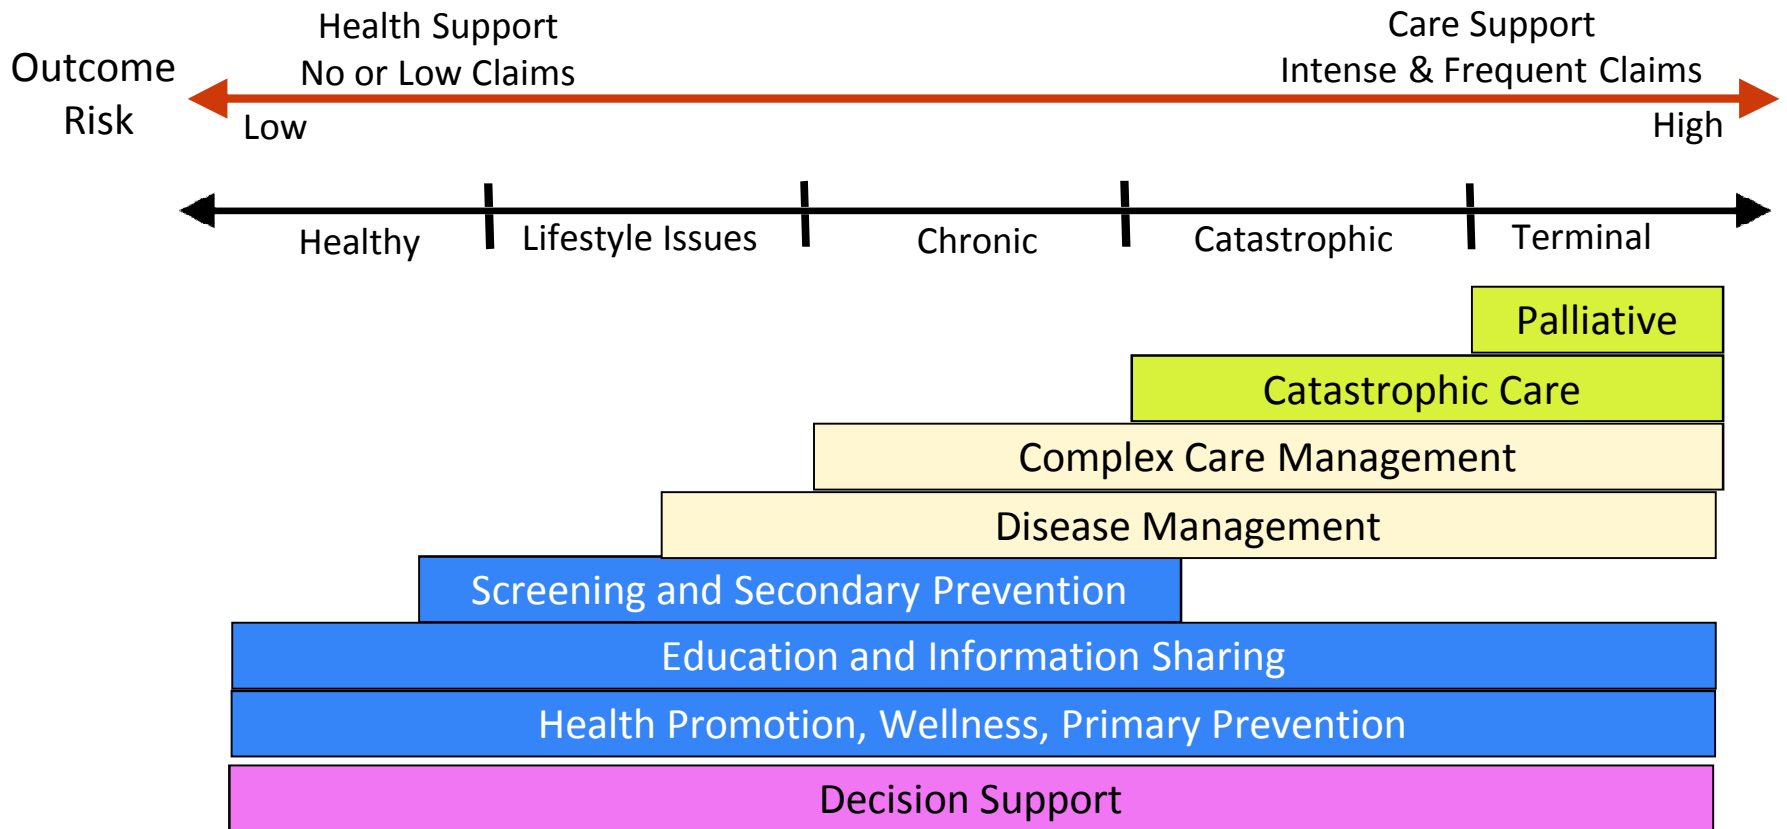 Outcome
Risk
Health Support
No or Low Claims
Care Support
Intense & Frequent Claims
Low
High
Healthy
Lifestyle Issues
Chronic
Catastrophic
Terminal
Palliative
Catastrophic Care
Complex Care Management
Disease Management
Screening and Secondary Prevention
Education and Information Sharing
Health Promotion, Wellness, Primary Prevention
Decision Support